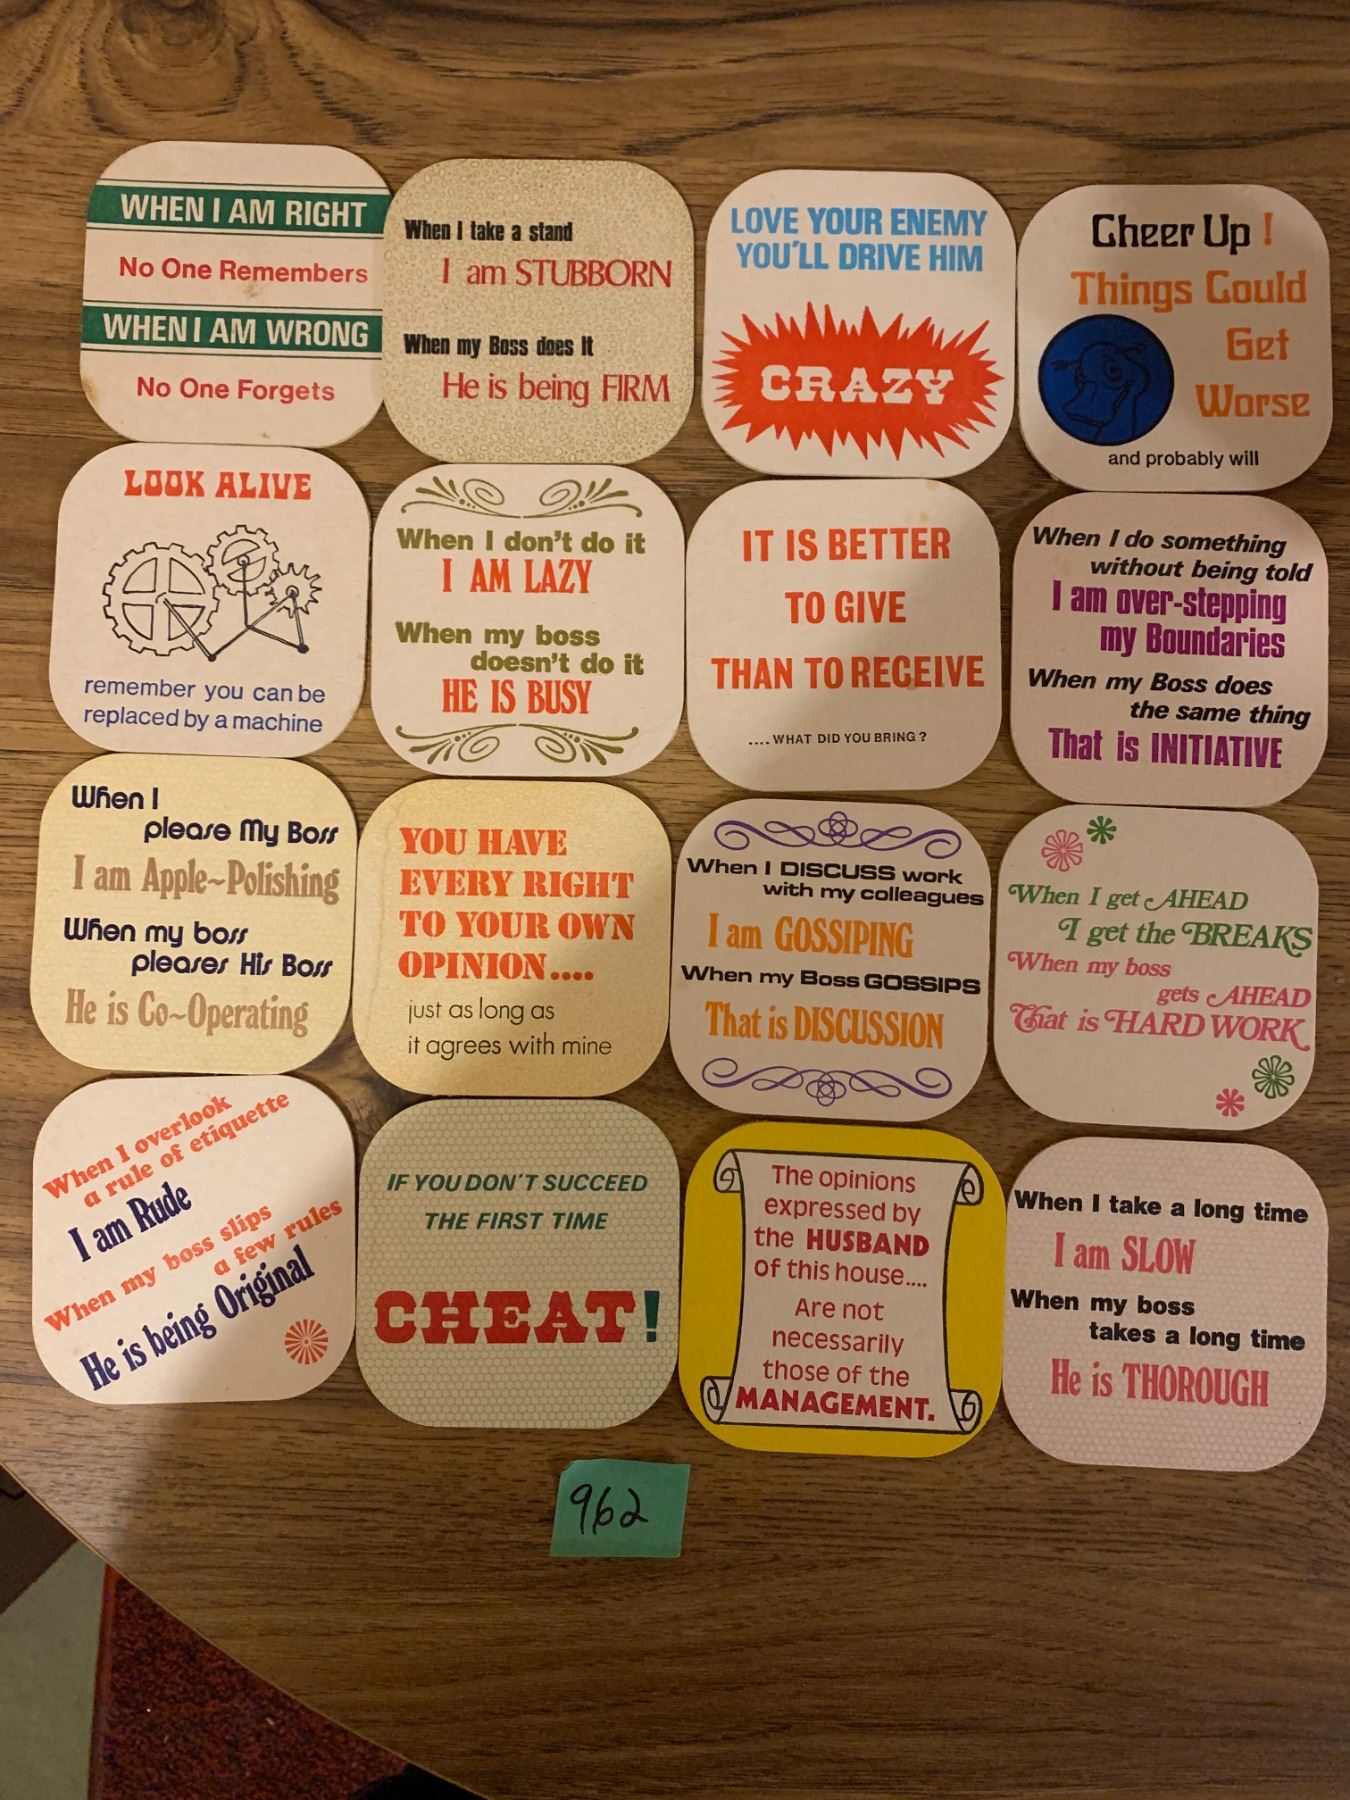 WHEN I AM RIGHT
No One Remembers
WHEN I AM WRONG
No One Forgets
When I take a stand
I am STUBBORN
When my Boss does it
He is being FIRM
LOVE YOUR ENEMY
YOU'LL DRIVE HIM
CRAZY
Cheer Up !
Things Could
Get
Worse
and probably will
LOOK ALIVE
remember you can be
replaced by a machine
When I don't do it
I AM LAZY
When my boss
doesn't do it
HE IS BUSY
IT IS BETTER
TO GIVE
THAN TO RECEIVE
....WHAT DID YOU BRING?
When I do something
without being told
I am over-stepping
my Boundaries
When my Boss does
the same thing
That is INITIATIVE
When I
please My Boss
I am Apple~Polishing
When my boss
pleases His Boss
He is Co~Operating
YOU HAVE
EVERY RIGHT
TO YOUR OWN
OPINION....
just as long as
it agrees with mine
When I DISCUSS work
with my colleagues
I am GOSSIPING
When my Boss GOSSIPS
That is DISCUSSION
When I get AHEAD
I get the BREAKS
When my boss
gets AHEAD
That is HARD WORK
When I overlook
a rule of etiquette
I am Rude
When my boss slips
a few rules
He is being Original
IF YOU DON'T SUCCEED
THE FIRST TIME
CHEAT!
The opinions
expressed by
the HUSBAND
of this house....
Are not
necessarily
those of the
MANAGEMENT.
When I take a long time
I am SLOW
When my boss
takes a long time
He is THOROUGH
962